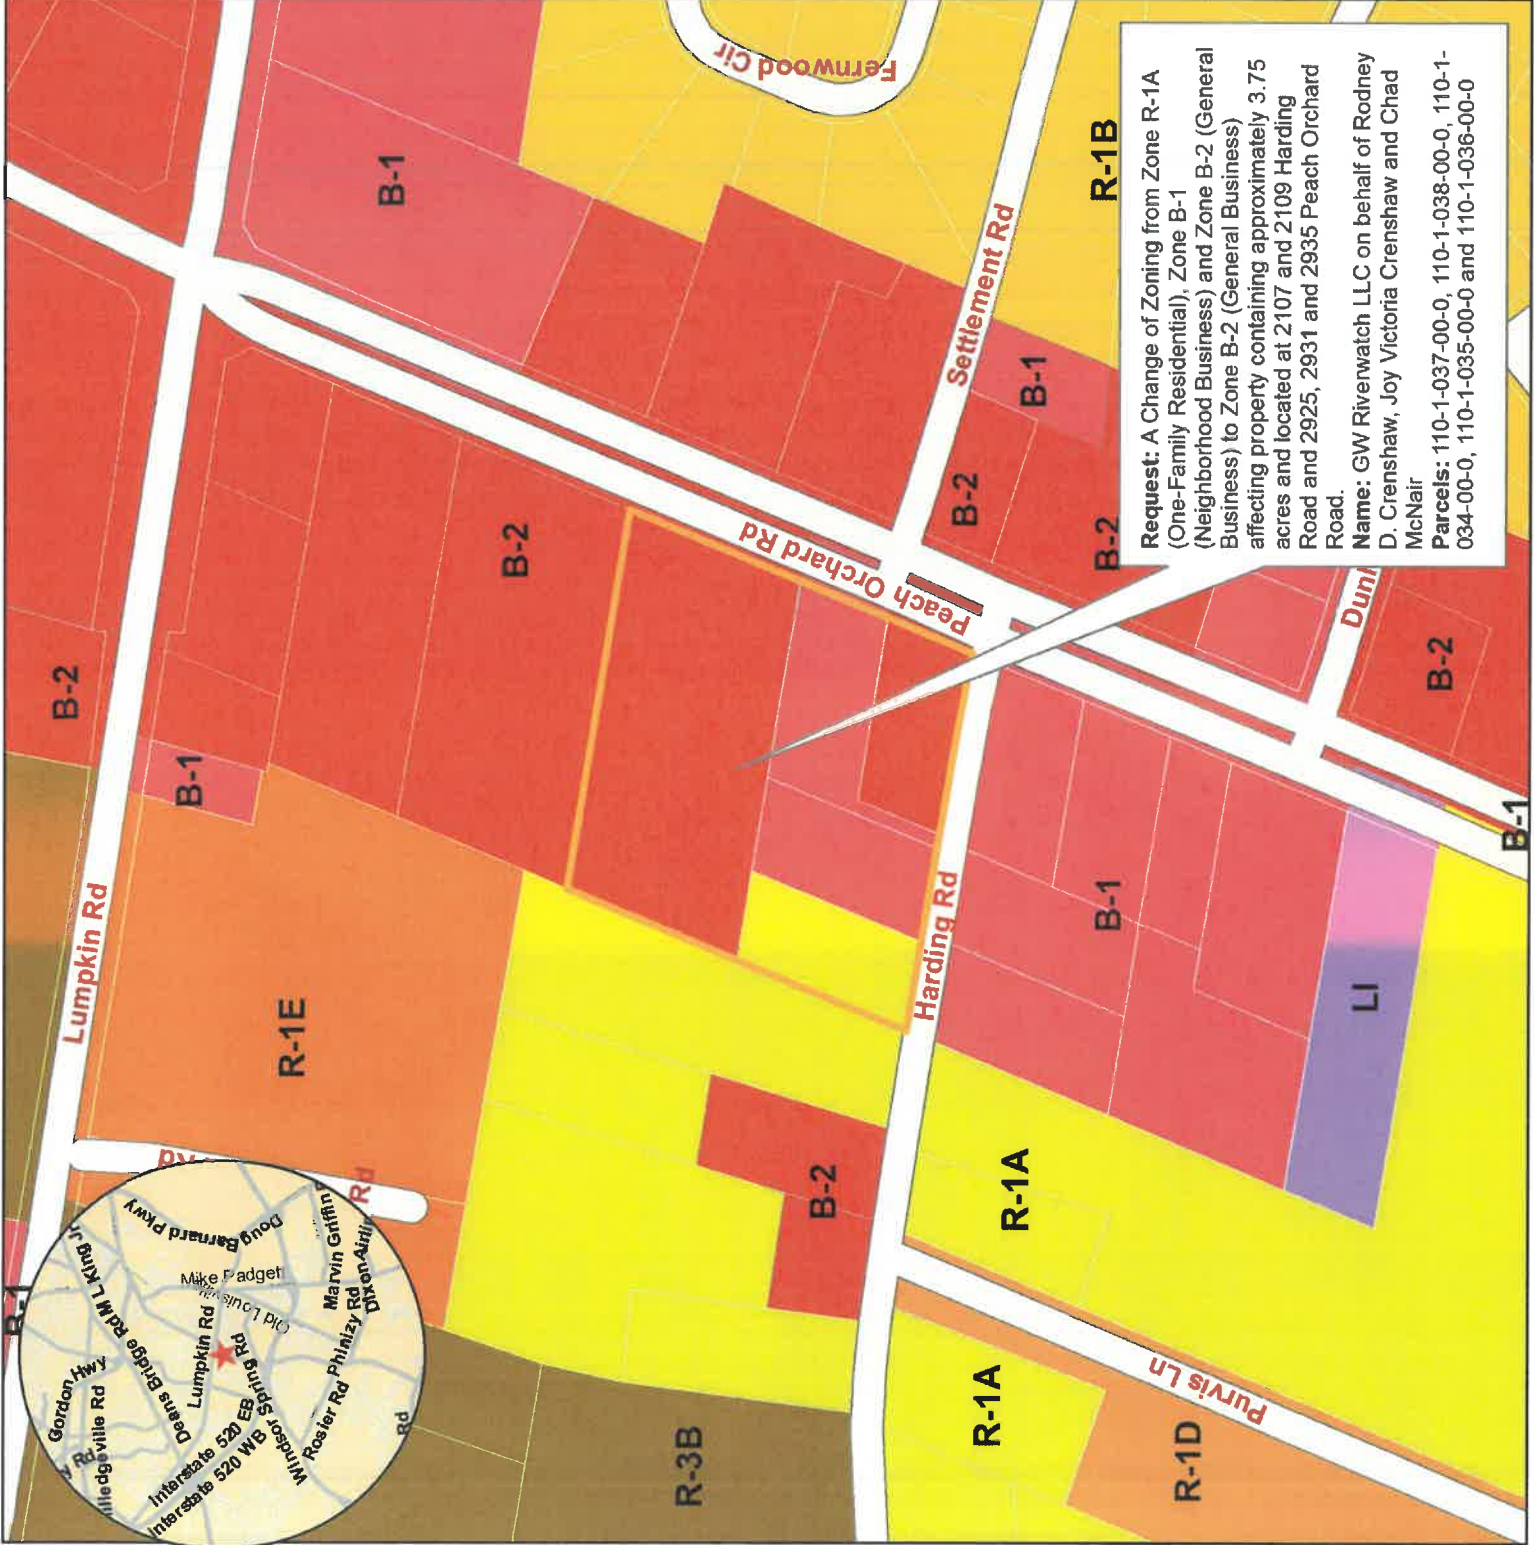 Request: A Change of Zoning from Zone R-1A
(One-Family Residential), Zone B-1
(Neighborhood Business) and Zone B-2 (General
Business) to Zone B-2 (General Business)
affecting property containing approximately 3.75
acres and located at 2107 and 2109 Harding
Road and 2925, 2931 and 2935 Peach Orchard
Road.
Name: GW Riverwatch LLC on behalf of Rodney
D. Crenshaw, Joy Victoria Crenshaw and Chad
McNair
Parcels: 110-1-037-00-0, 110-1-038-00-0, 110-1-
034-00-0, 110-1-035-00-0 and 110-1-036-00-0
B-1
Lumpkin Rd
B-2
B-1
B-1
R-1E
Rd
Rd
B-2
Fernwood Cir
Peach Orchard Rd
Settlement Rd
R-1B
B-1
B-2
B-2
R-3B
B-2
Harding Rd
R-1A
R-1A
B-1
Purvis Ln
R-1D
LI
B-2
B-1
Gordon Hwy
M L King Jr
Deans Bridge Rd
Doug Barnard Pkwy
Mike Padgett
Lumpkin Rd
Interstate 520 EB
Interstate 520 WB
Windsor Spring Rd
Rosier Rd
Phinizy Rd
Marvin Griffin
Rd